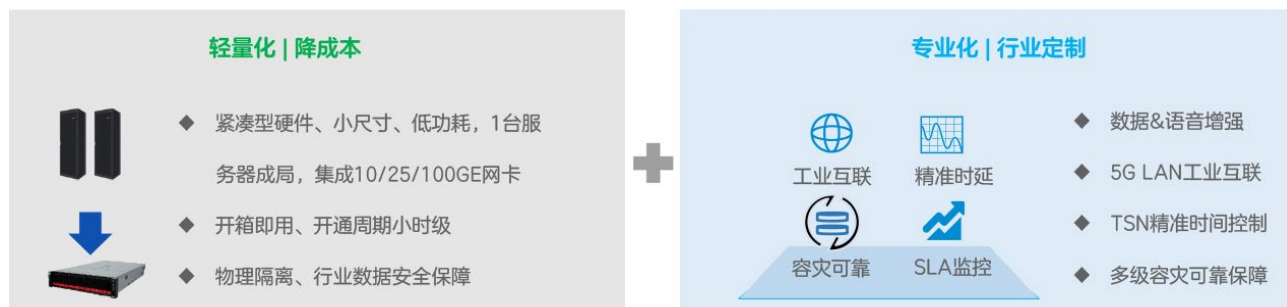 轻量化 | 降成本
◆ 紧凑型硬件、小尺寸、低功耗，1台服
务器成局，集成10/25/100GE网卡
◆ 开箱即用、开通周期小时级
◆ 物理隔离、行业数据安全保障
专业化 | 行业定制
工业互联
精准时延
容灾可靠
SLA监控
◆ 数据&语音增强
◆ 5G LAN工业互联
◆ TSN精准时间控制
◆ 多级容灾可靠保障